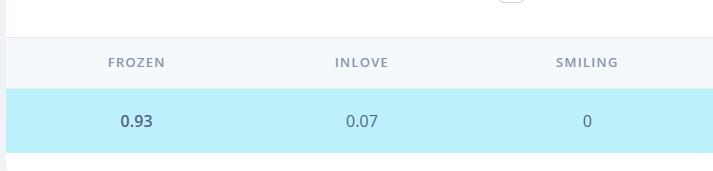 FROZEN INLOVE SMILING
0.93 0.07 0